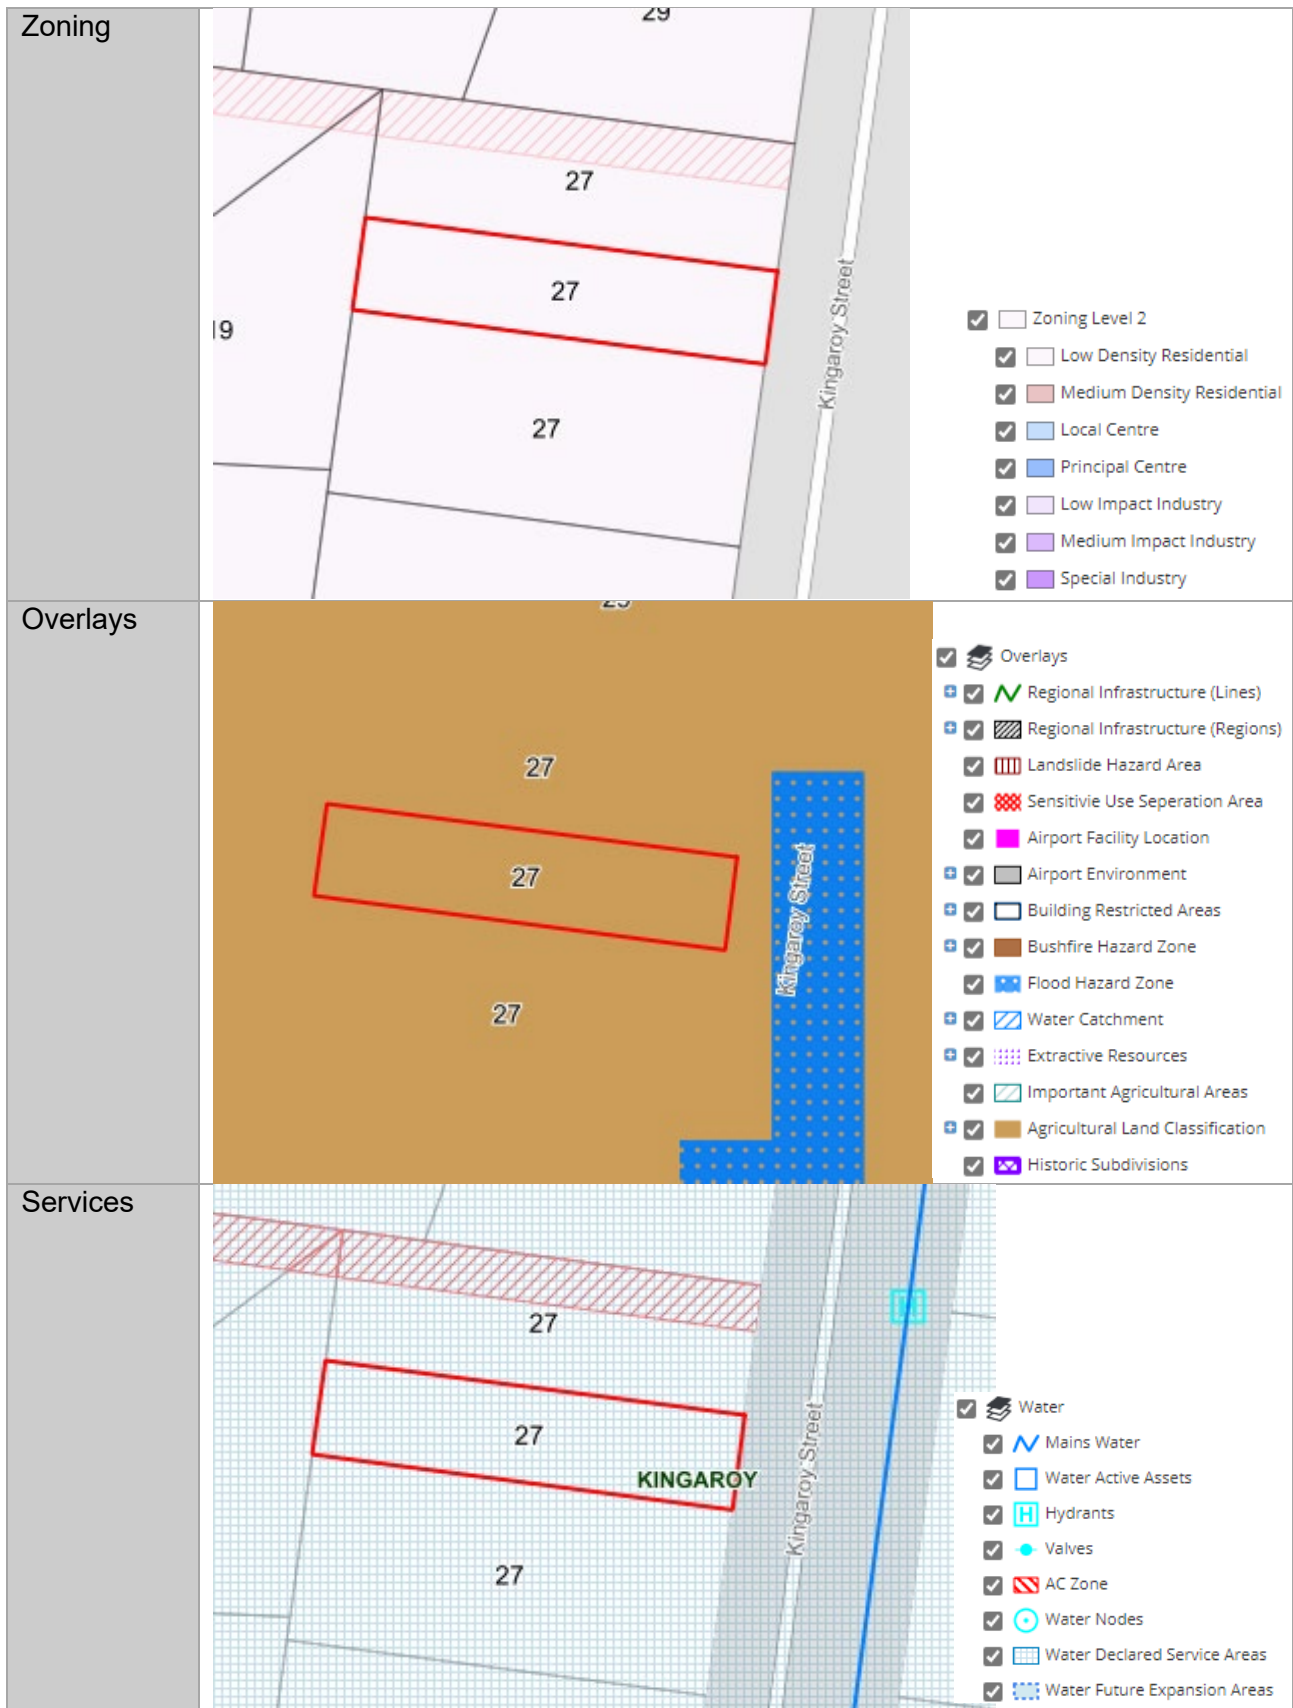 Zoning
29
27
27
19
27
Kingaroy Street
Zoning Level 2
Low Density Residential
Medium Density Residential
Local Centre
Principal Centre
Low Impact Industry
Medium Impact Industry
Special Industry
Overlays
27
27
27
Kingaroy Street
Overlays
Regional Infrastructure (Lines)
Regional Infrastructure (Regions)
Landslide Hazard Area
Sensitivie Use Seperation Area
Airport Facility Location
Airport Environment
Building Restricted Areas
Bushfire Hazard Zone
Flood Hazard Zone
Water Catchment
Extractive Resources
Important Agricultural Areas
Agricultural Land Classification
Historic Subdivisions
Services
27
27
KINGAROY
27
Kingaroy Street
H
Water
Mains Water
Water Active Assets
H Hydrants
Valves
AC Zone
Water Nodes
Water Declared Service Areas
Water Future Expansion Areas